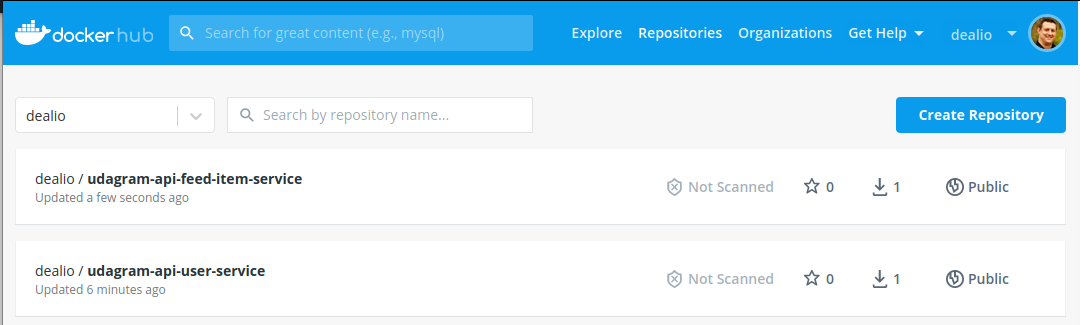 docker hub Search for great content (e.g., mysql) Explore Repositories Organizations Get Help dealio
dealio Search by repository name... Create Repository
dealio / udagram-api-feed-item-service
Updated a few seconds ago
Not Scanned 0 1 Public
dealio / udagram-api-user-service
Updated 6 minutes ago
Not Scanned 0 1 Public